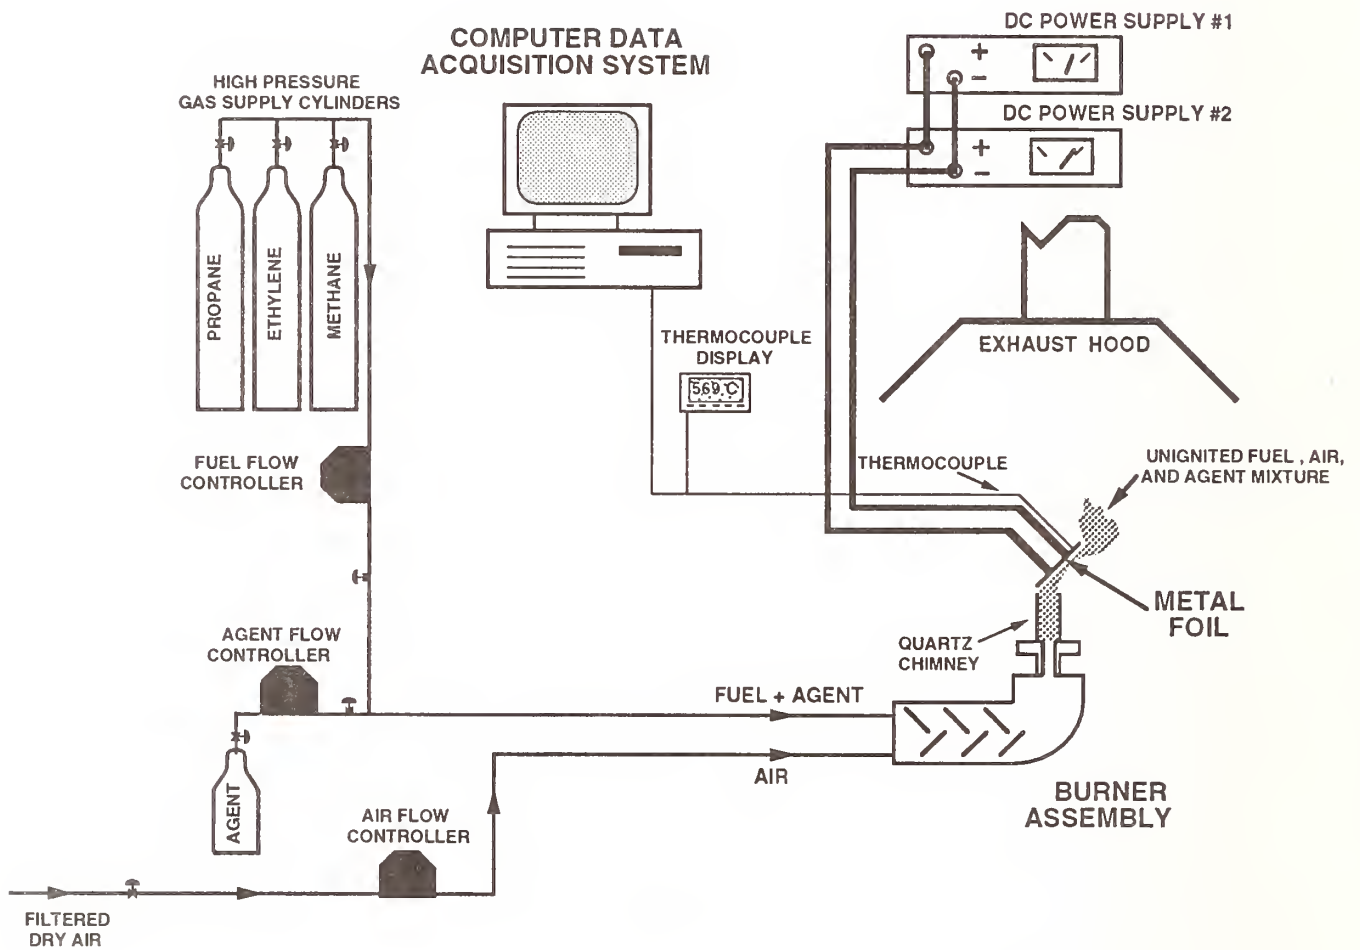 DC POWER SUPPLY #1
+
−
COMPUTER DATA
ACQUISITION SYSTEM
HIGH PRESSURE
GAS SUPPLY CYLINDERS
DC POWER SUPPLY #2
+
−
PROPANE
ETHYLENE
METHANE
THERMOCOUPLE
DISPLAY
569.°C
EXHAUST HOOD
FUEL FLOW
CONTROLLER
THERMOCOUPLE
UNIGNITED FUEL , AIR,
AND AGENT MIXTURE
METAL
FOIL
AGENT FLOW
CONTROLLER
QUARTZ
CHIMNEY
FUEL + AGENT
AIR
AGENT
BURNER
ASSEMBLY
AIR FLOW
CONTROLLER
FILTERED
DRY AIR